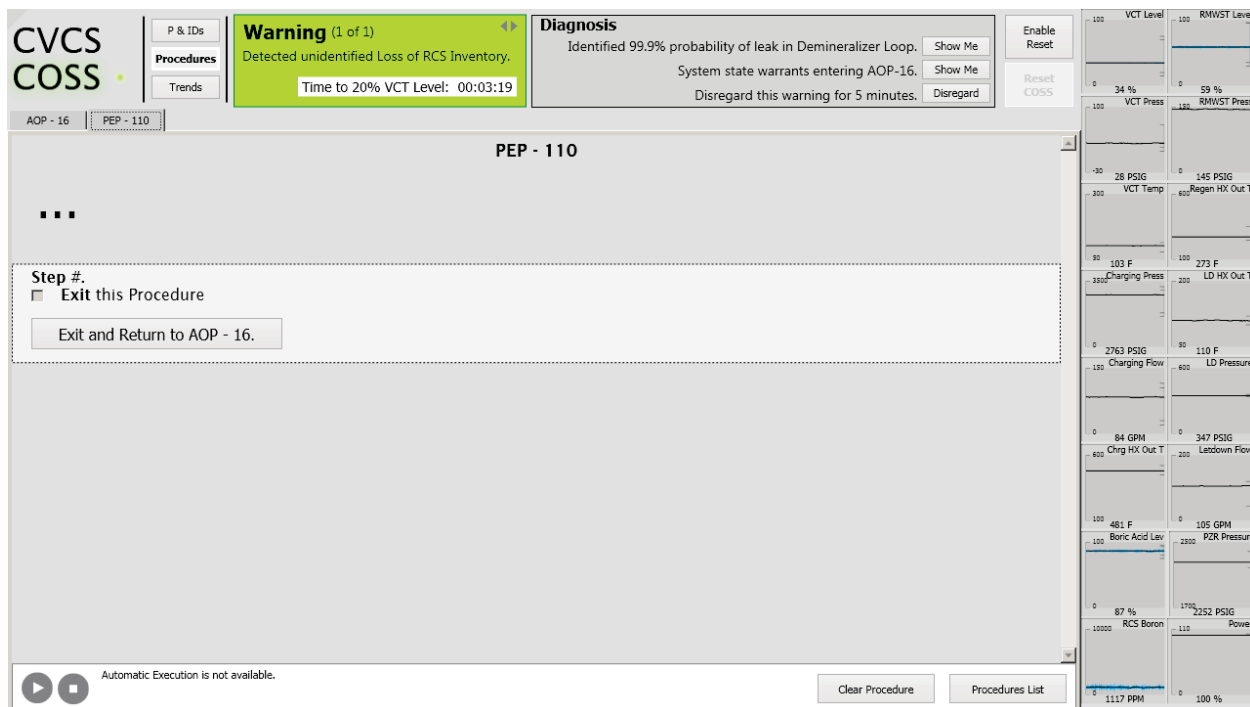 CVCS
COSS
P & IDs
Procedures
Trends
Warning (1 of 1)
Detected unidentified Loss of RCS Inventory.
Time to 20% VCT Level: 00:03:19
Diagnosis
Identified 99.9% probability of leak in Demineralizer Loop. Show Me
System state warrants entering AOP-16. Show Me
Disregard this warning for 5 minutes. Disregard
Enable
Reset
Reset
COSS
AOP - 16
PEP - 110
PEP - 110
...
Step #.
Exit this Procedure
Exit and Return to AOP - 16.
Automatic Execution is not available.
Clear Procedure
Procedures List
100 VCT Level
0 34 %
100 RMWST Leve
0 59 %
100 VCT Press
-30 28 PSIG
150 RMWST Press
0 145 PSIG
300 VCT Temp
50 103 F
600 Regen HX Out T
100 273 F
3500 Charging Press
0 2763 PSIG
200 LD HX Out T
50 110 F
150 Charging Flow
0 84 GPM
600 LD Pressure
0 347 PSIG
600 Chrg HX Out T
100 481 F
200 Letdown Flow
0 105 GPM
100 Boric Acid Lev
0 87 %
2500 PZR Pressur
1700 2252 PSIG
10000 RCS Boron
0 1117 PPM
110 Powe
0 100 %